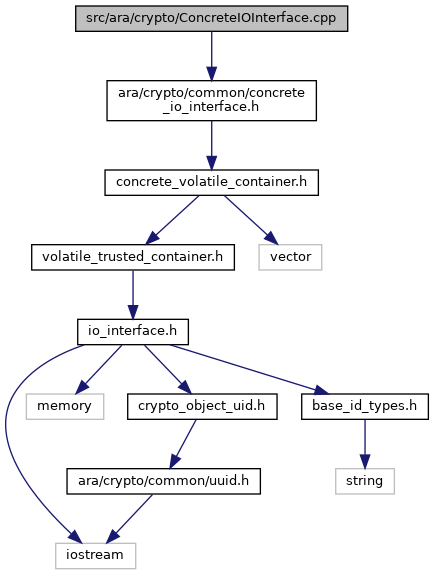 src/ara/crypto/ConcreteIOInterface.cpp
ara/crypto/common/concrete
_io_interface.h
concrete_volatile_container.h
volatile_trusted_container.h
vector
io_interface.h
memory
crypto_object_uid.h
base_id_types.h
ara/crypto/common/uuid.h
string
iostream